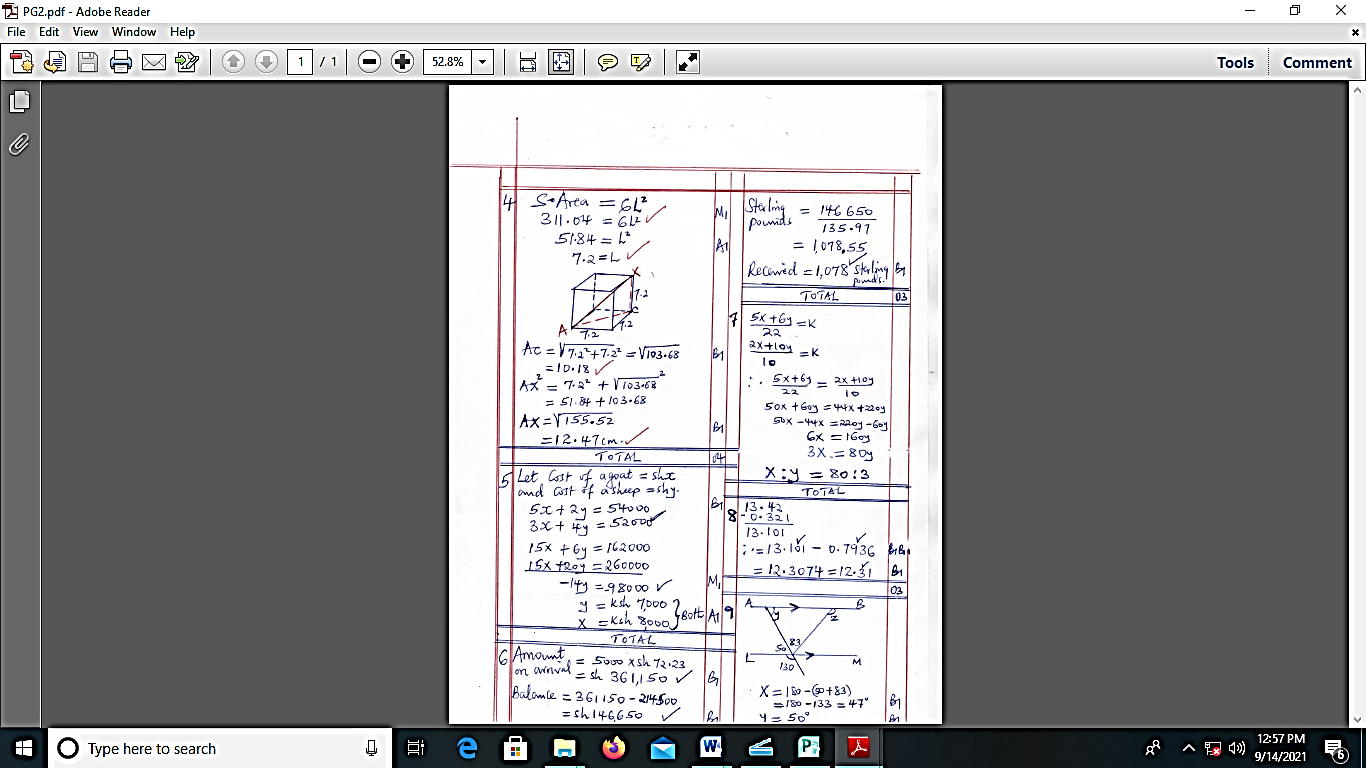 PG2.pdf - Adobe Reader
File Edit View Window Help
1 / 1 52.8% Tools Comment
4 S. Area = 6L²
311.04 = 6L² M1
51.84 = L²
7.2 = L A1
X
7.2
C
A 7.2
7.2
AC = √7.2²+7.2² = √103.68 B1
= 10.18
AX² = 7.2² + √103.68²
= 51.84 + 103.68
AX = √155.52
= 12.47cm. B1
TOTAL 04
5 Let Cost of a goat = shx
and cost of a sheep = shy.
5x + 2y = 54000 B1
3x + 4y = 52000
15x + 6y = 162000
15x + 20y = 260000
-14y = -98000 M1
y = Ksh 7,000
x = Ksh 8,000 } Both A1
TOTAL
6 Amount on arrival = 5000 x sh 72.23
= sh 361,150 B1
Balance = 361150 - 214500
= sh 146,650 B1
Sterling pounds = 146 650
135.97
= 1,078.55
Received = 1,078 Sterling pounds. B1
TOTAL 03
7 5x + 6y
22 = K
2x+10y
10 = K
∴ 5x+6y = 2x+10y
22 10
50x + 60y = 44x + 220y
50x - 44x = 220y - 60y
6x = 160y
3x = 80y
X : y = 80 : 3
TOTAL
8 13.42
- 0.321
13.101
∴ = 13.101 - 0.7936 B1B1
= 12.3074 = 12.31 B1
03
9 A B
y z
50 83
L M
130
X = 180 - (50 + 83)
= 180 - 133 = 47° B1
Y = 50° B1
Type here to search
12:57 PM
9/14/2021
6